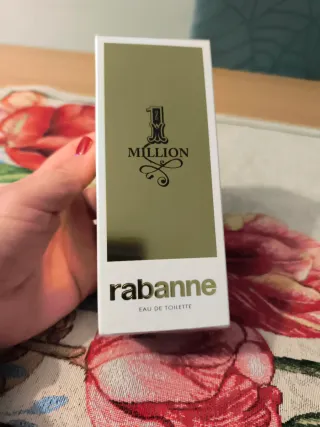 1
MILLION
rabanne
EAU DE TOILETTE